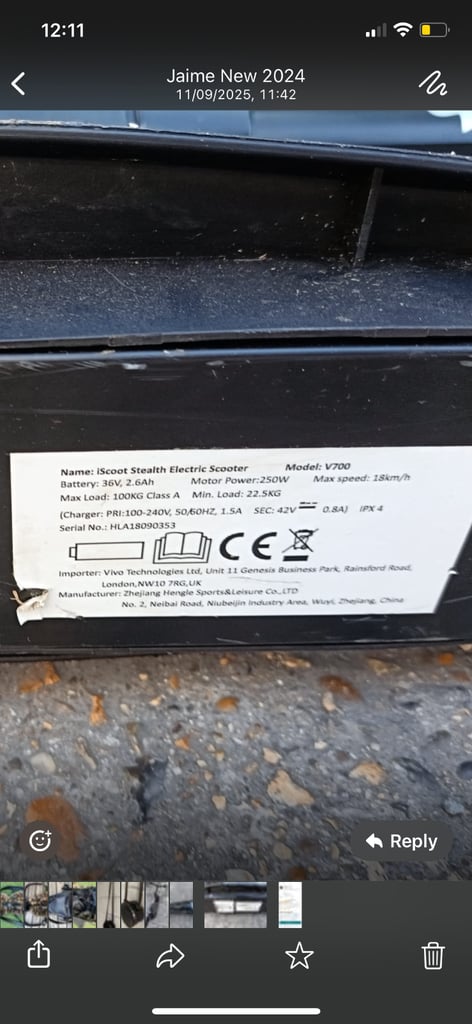 12:11
Jaime New 2024
11/09/2025, 11:42
Name: iScoot Stealth Electric Scooter Model: V700
Battery: 36V, 2.6Ah Motor Power:250W Max speed: 18km/h
Max Load: 100KG Class A Min. Load: 22.5KG
(Charger: PRI:100-240V, 50/60HZ, 1.5A SEC: 42V 0.8A) IPX 4
Serial No.: HLA18090353
CE
Importer: Vivo Technologies Ltd, Unit 11 Genesis Business Park, Rainsford Road,
London,NW10 7RG,UK
Manufacturer: Zhejiang Hengle Sports&Leisure Co.,LTD
No. 2, Neibai Road, Niubeijin Industry Area, Wuyi, Zhejiang, China
Reply